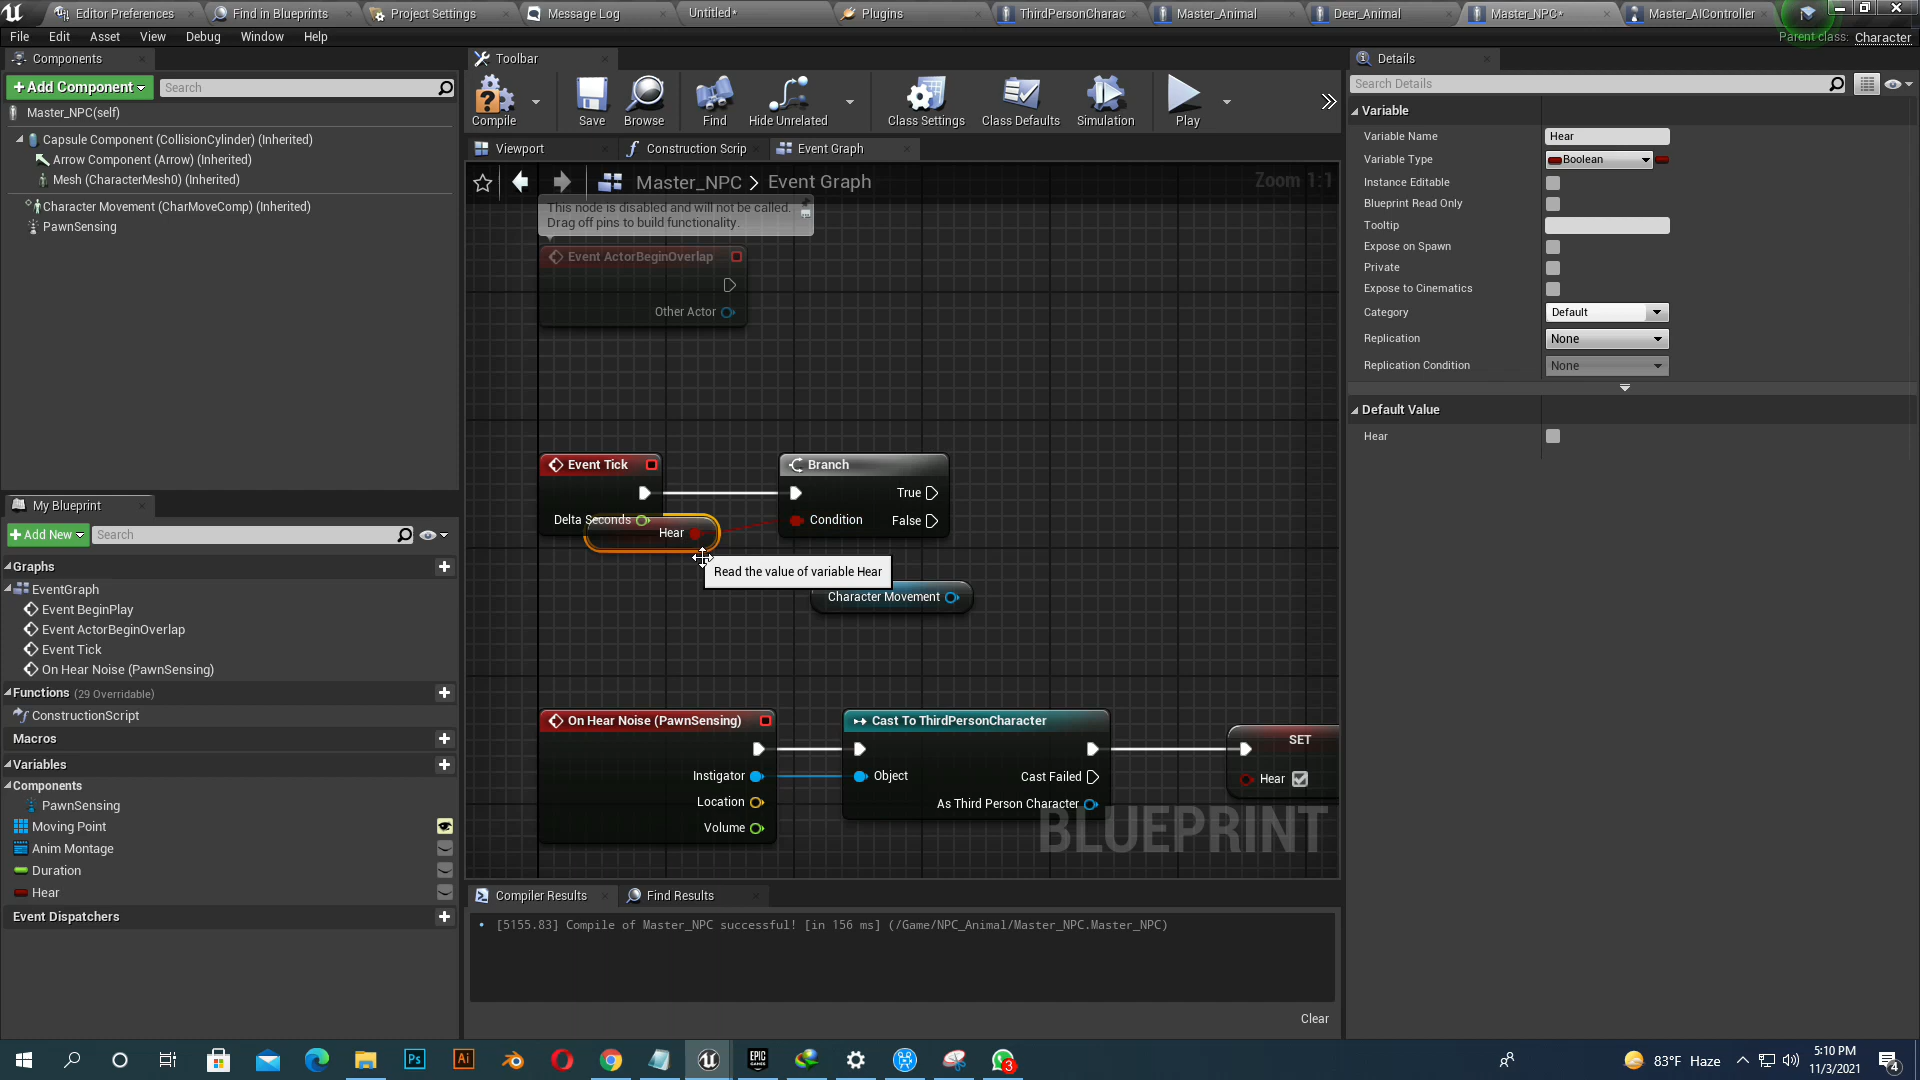 Editor Preferences
Find in Blueprints
Project Settings
Message Log
Untitled*
Plugins
ThirdPersonCharac
Master_Animal
Deer_Animal
Master_NPC*
Master_AIController
File Edit Asset View Debug Window Help
Parent class: Character
Components
Toolbar
Details
+Add Component
Search
Search Details
Master_NPC(self)
Capsule Component (CollisionCylinder) (Inherited)
Arrow Component (Arrow) (Inherited)
Mesh (CharacterMesh0) (Inherited)
Character Movement (CharMoveComp) (Inherited)
PawnSensing
Compile
Save
Browse
Find
Hide Unrelated
Class Settings
Class Defaults
Simulation
Play
Viewport
Construction Scrip
Event Graph
Master_NPC > Event Graph
Zoom 1:1
This node is disabled and will not be called.
Drag off pins to build functionality.
Event ActorBeginOverlap
Other Actor
Event Tick
Delta Seconds
Hear
Branch
True
Condition
False
Read the value of variable Hear
Character Movement
On Hear Noise (PawnSensing)
Instigator
Location
Volume
Cast To ThirdPersonCharacter
Object
Cast Failed
As Third Person Character
SET
Hear
BLUEPRINT
Variable
Variable Name Hear
Variable Type Boolean
Instance Editable
Blueprint Read Only
Tooltip
Expose on Spawn
Private
Expose to Cinematics
Category Default
Replication None
Replication Condition None
Default Value
Hear
My Blueprint
+Add New
Search
Graphs
EventGraph
Event BeginPlay
Event ActorBeginOverlap
Event Tick
On Hear Noise (PawnSensing)
Functions (29 Overridable)
ConstructionScript
Macros
Variables
Components
PawnSensing
Moving Point
Anim Montage
Duration
Hear
Event Dispatchers
Compiler Results
Find Results
[5155.83] Compile of Master_NPC successful! [in 156 ms] (/Game/NPC_Animal/Master_NPC.Master_NPC)
Clear
Ps
Ai
EPIC
GAMES
3
83°F Haze
5:10 PM
11/3/2021
4